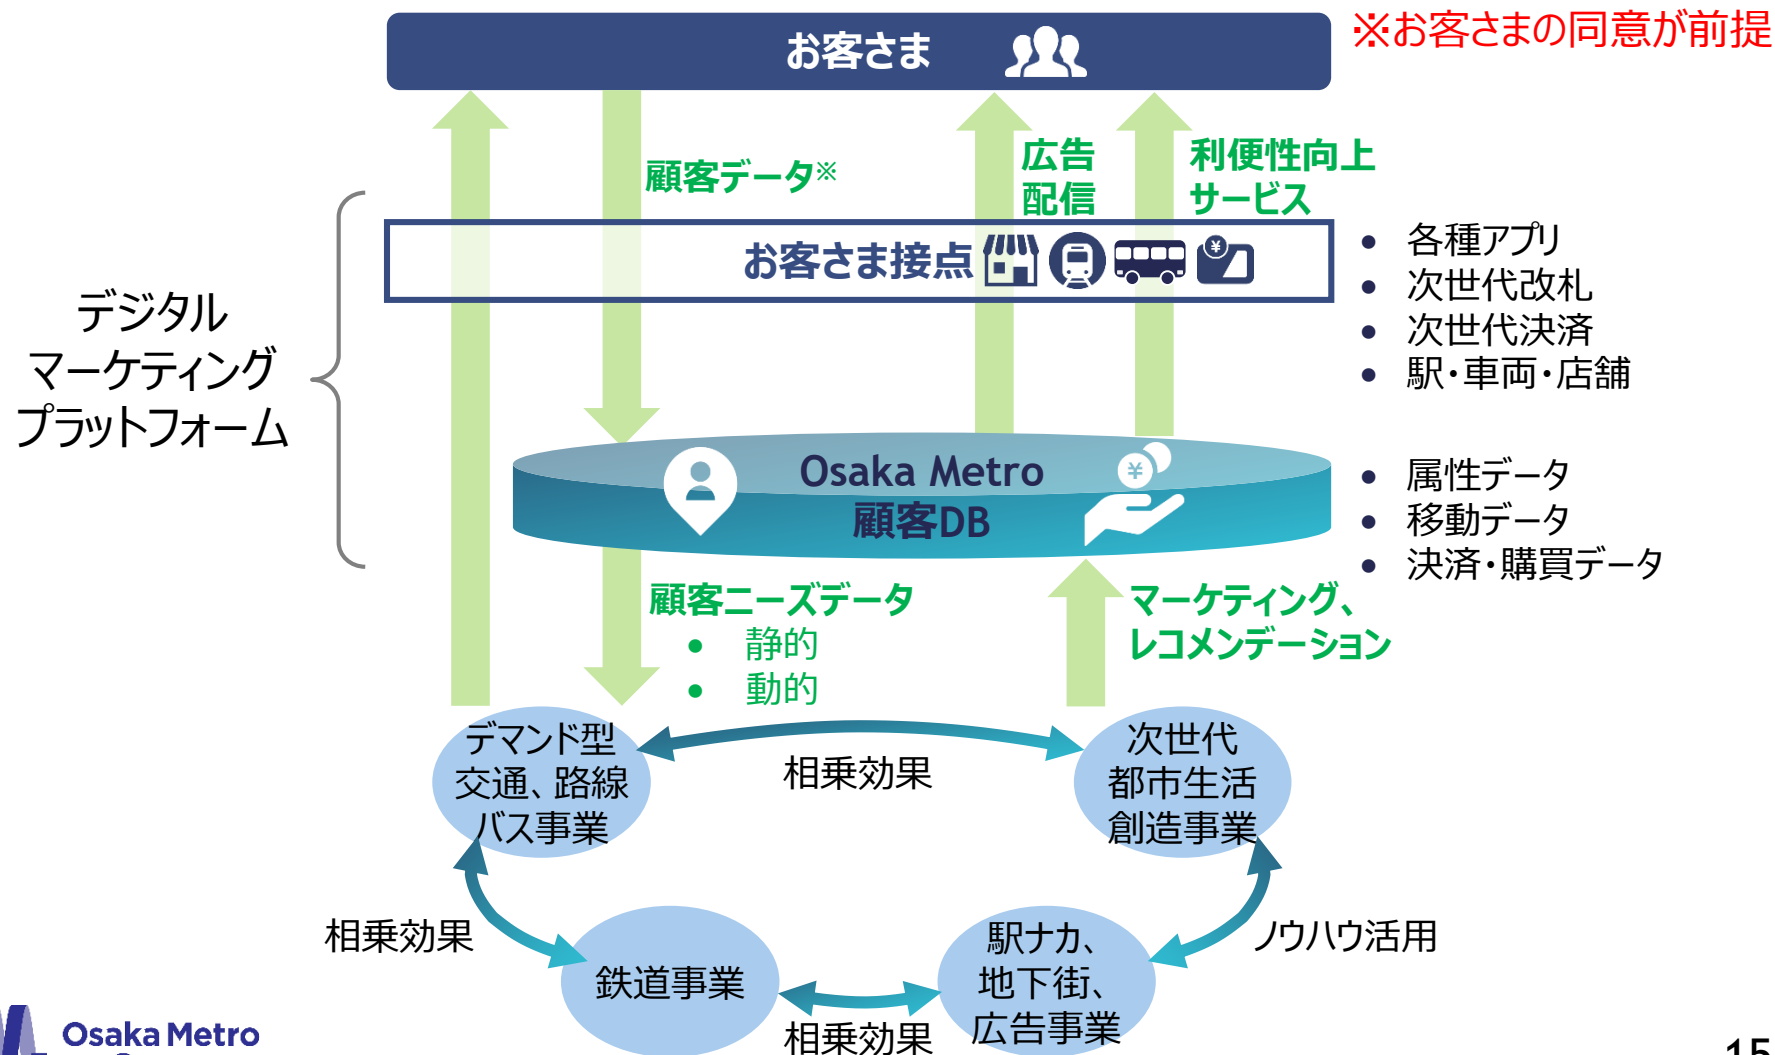 お客さま
※お客さまの同意が前提
顧客データ※
広告
配信
利便性向上
サービス
お客さま接点
¥
• 各種アプリ
• 次世代改札
• 次世代決済
• 駅・車両・店舗
デジタル
マーケティング
プラットフォーム
Osaka Metro
顧客DB
¥
• 属性データ
• 移動データ
• 決済・購買データ
顧客ニーズデータ
• 静的
• 動的
マーケティング、
レコメンデーション
デマンド型
交通、路線
バス事業
相乗効果
次世代
都市生活
創造事業
相乗効果
鉄道事業
相乗効果
駅ナカ、
地下街、
広告事業
ノウハウ活用
Osaka Metro
15